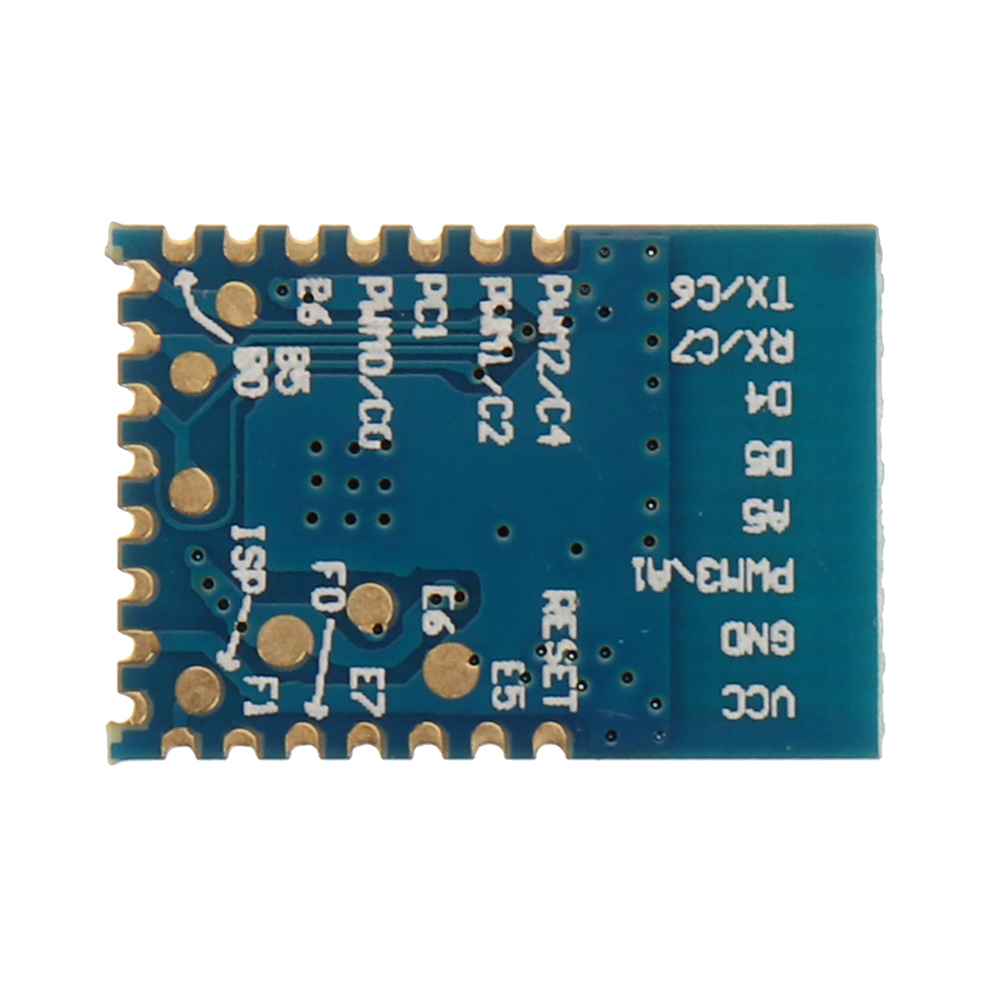 TX/C6
RX/C7
D4
D5
A5
PWM3/A1
GND
VCC
B6
PWM0/C0
PC1
PWM1/C2
PWM2/C4
B0
B5
ISP
F0
E6
RESET
F1
E7
E5